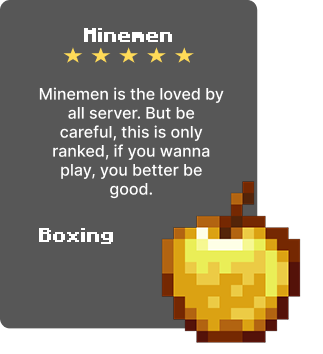 Minemen
Minemen is the loved by
all server. But be
careful, this is only
ranked, if you wanna
play, you better be
good.
Boxing